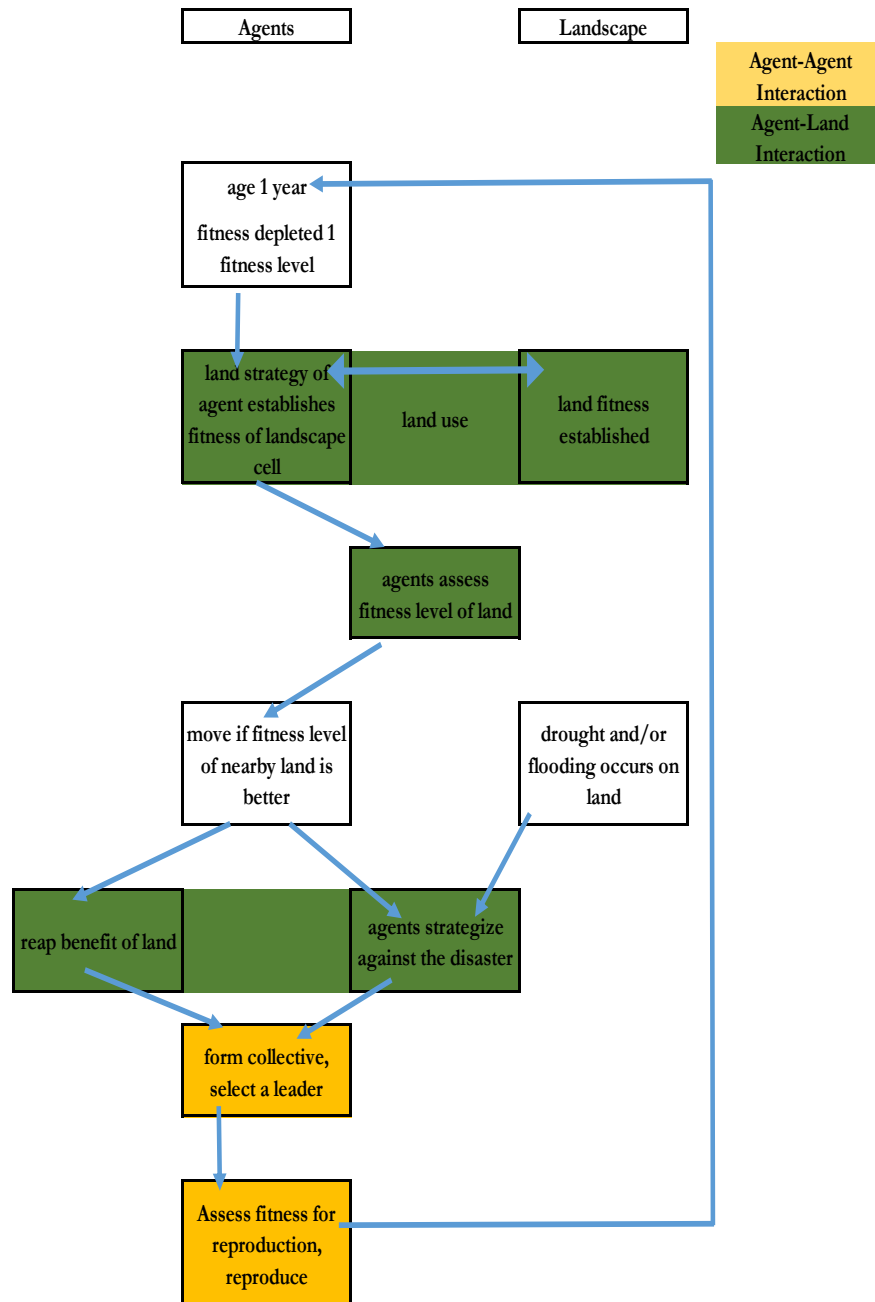 Agents
Landscape
Agent-Agent
Interaction
Agent-Land
Interaction
age 1 year
fitness depleted 1
fitness level
land strategy of
agent establishes
fitness of landscape
cell
land use
land fitness
established
agents assess
fitness level of land
move if fitness level
of nearby land is
better
drought and/or
flooding occurs on
land
reap benefit of land
agents strategize
against the disaster
form collective,
select a leader
Assess fitness for
reproduction,
reproduce